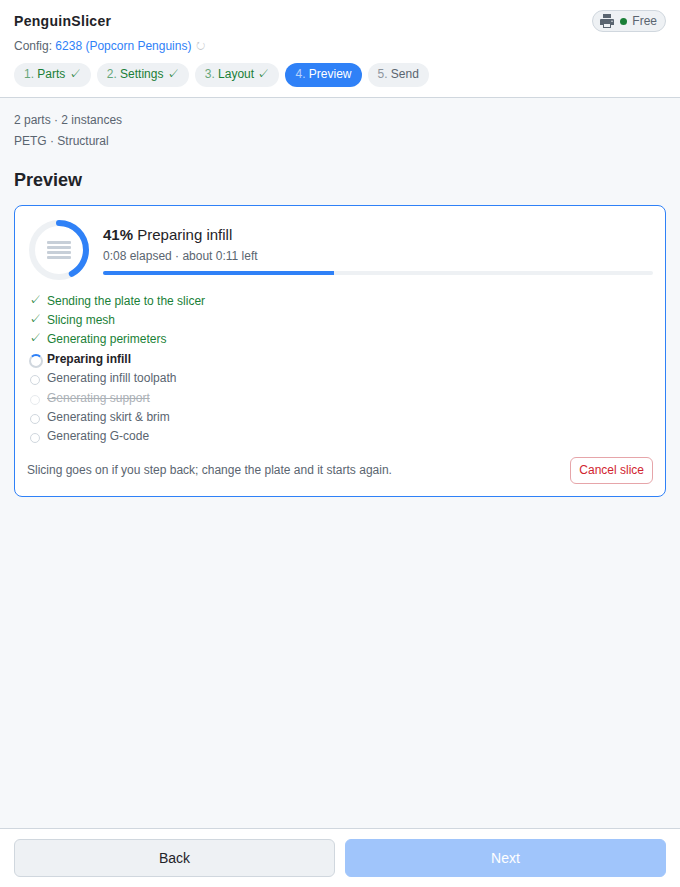 PenguinSlicer
Free
Config: 6238 (Popcorn Penguins)
1. Parts ✓ 2. Settings ✓ 3. Layout ✓ 4. Preview 5. Send
2 parts · 2 instances
PETG · Structural
Preview
41% Preparing infill
0:08 elapsed · about 0:11 left
✓ Sending the plate to the slicer
✓ Slicing mesh
✓ Generating perimeters
Preparing infill
Generating infill toolpath
Generating support
Generating skirt & brim
Generating G-code
Slicing goes on if you step back; change the plate and it starts again.
Cancel slice
Back
Next